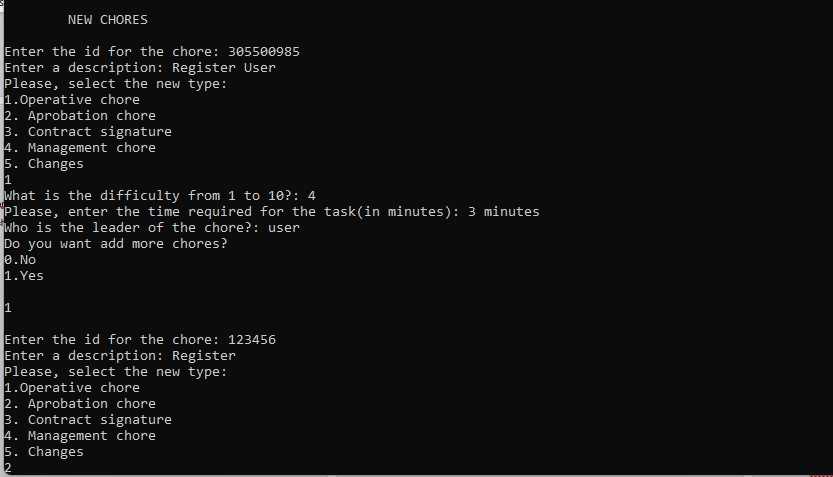 NEW CHORES
Enter the id for the chore: 305500985
Enter a description: Register User
Please, select the new type:
1.Operative chore
2. Aprobation chore
3. Contract signature
4. Management chore
5. Changes
1
What is the difficulty from 1 to 10?: 4
Please, enter the time required for the task(in minutes): 3 minutes
Who is the leader of the chore?: user
Do you want add more chores?
0.No
1.Yes
1
Enter the id for the chore: 123456
Enter a description: Register
Please, select the new type:
1.Operative chore
2. Aprobation chore
3. Contract signature
4. Management chore
5. Changes
2